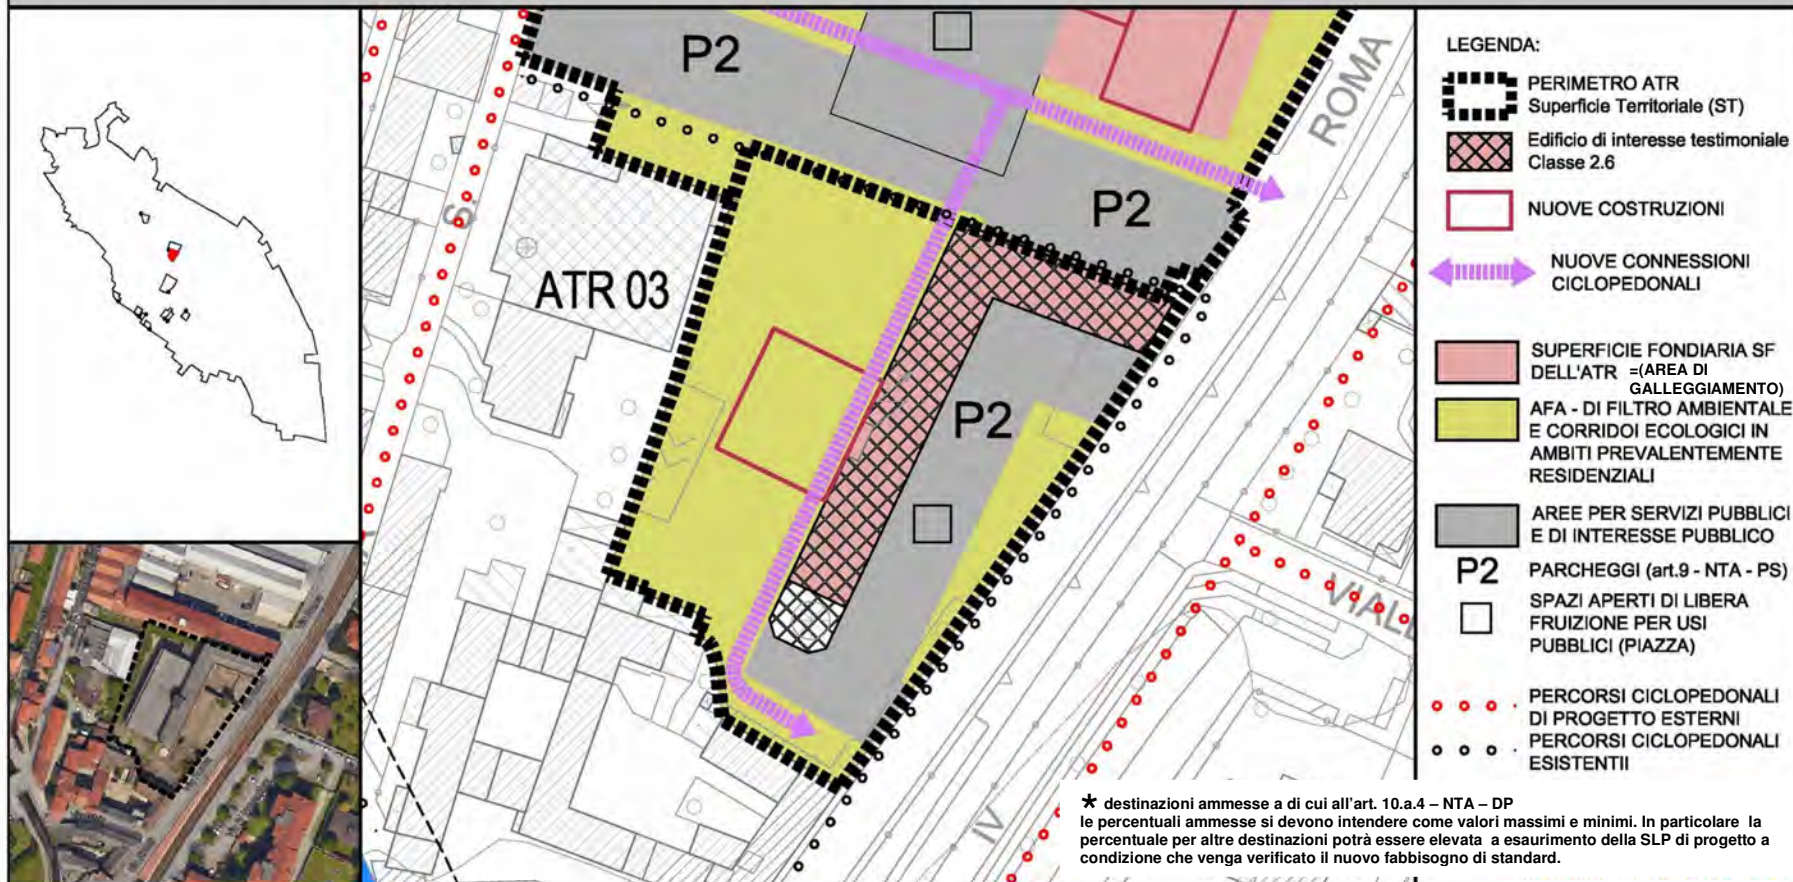 P2
ROMA
P2
S.
ATR 03
P2
VIALE
IV
LEGENDA:
PERIMETRO ATR
Superficie Territoriale (ST)
Edificio di interesse testimoniale
Classe 2.6
NUOVE COSTRUZIONI
NUOVE CONNESSIONI
CICLOPEDONALI
SUPERFICIE FONDIARIA SF
DELL'ATR =(AREA DI
GALLEGGIAMENTO)
AFA - DI FILTRO AMBIENTALE
E CORRIDOI ECOLOGICI IN
AMBITI PREVALENTEMENTE
RESIDENZIALI
AREE PER SERVIZI PUBBLICI
E DI INTERESSE PUBBLICO
P2 PARCHEGGI (art.9 - NTA - PS)
SPAZI APERTI DI LIBERA
FRUIZIONE PER USI
PUBBLICI (PIAZZA)
PERCORSI CICLOPEDONALI
DI PROGETTO ESTERNI
PERCORSI CICLOPEDONALI
ESISTENTII
* destinazioni ammesse a di cui all'art. 10.a.4 – NTA – DP
le percentuali ammesse si devono intendere come valori massimi e minimi. In particolare la
percentuale per altre destinazioni potrà essere elevata a esaurimento della SLP di progetto a
condizione che venga verificato il nuovo fabbisogno di standard.